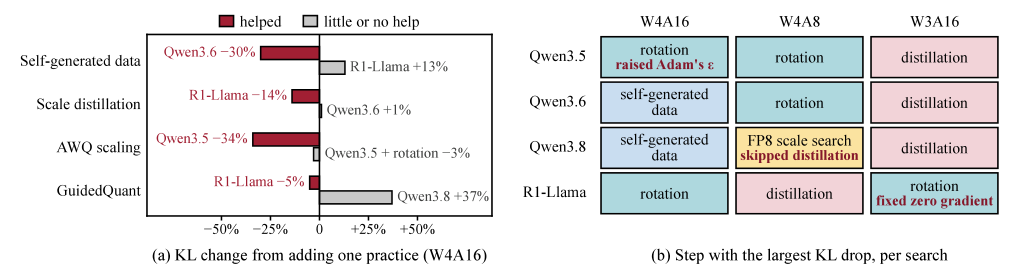 helped
little or no help
Self-generated data
Qwen3.6 −30%
R1-Llama +13%
Scale distillation
R1-Llama −14%
Qwen3.6 +1%
AWQ scaling
Qwen3.5 −34%
Qwen3.5 + rotation −3%
GuidedQuant
R1-Llama −5%
Qwen3.8 +37%
−50%
−25%
0
+25%
+50%
(a) KL change from adding one practice (W4A16)
W4A16
W4A8
W3A16
Qwen3.5
rotation
raised Adam's ε
rotation
distillation
Qwen3.6
self-generated
data
rotation
distillation
Qwen3.8
self-generated
data
FP8 scale search
skipped distillation
distillation
R1-Llama
rotation
distillation
rotation
fixed zero gradient
(b) Step with the largest KL drop, per search